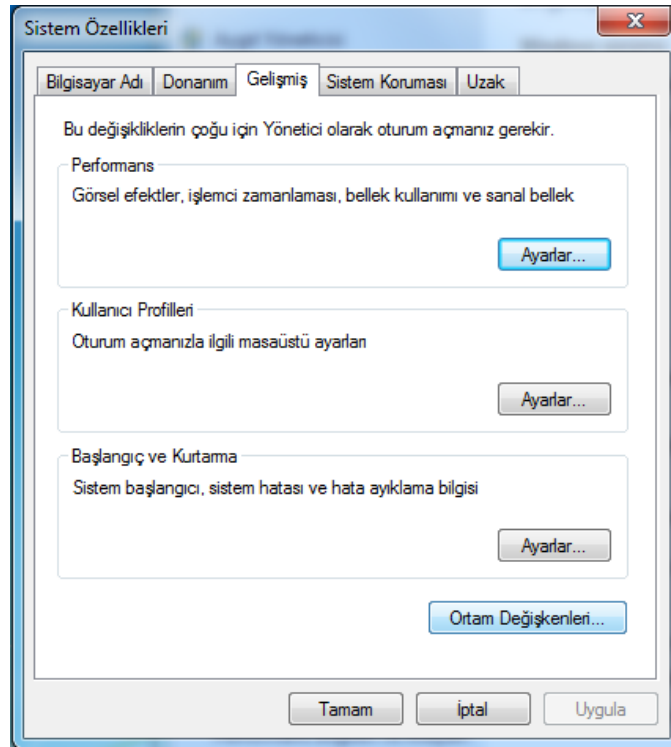 Sistem Özellikleri
Bilgisayar Adı Donanım Gelişmiş Sistem Koruması Uzak
Bu değişikliklerin çoğu için Yönetici olarak oturum açmanız gerekir.
Performans
Görsel efektler, işlemci zamanlaması, bellek kullanımı ve sanal bellek
Ayarlar...
Kullanıcı Profilleri
Oturum açmanızla ilgili masaüstü ayarları
Ayarlar...
Başlangıç ve Kurtarma
Sistem başlangıcı, sistem hatası ve hata ayıklama bilgisi
Ayarlar...
Ortam Değişkenleri...
Tamam İptal Uygula